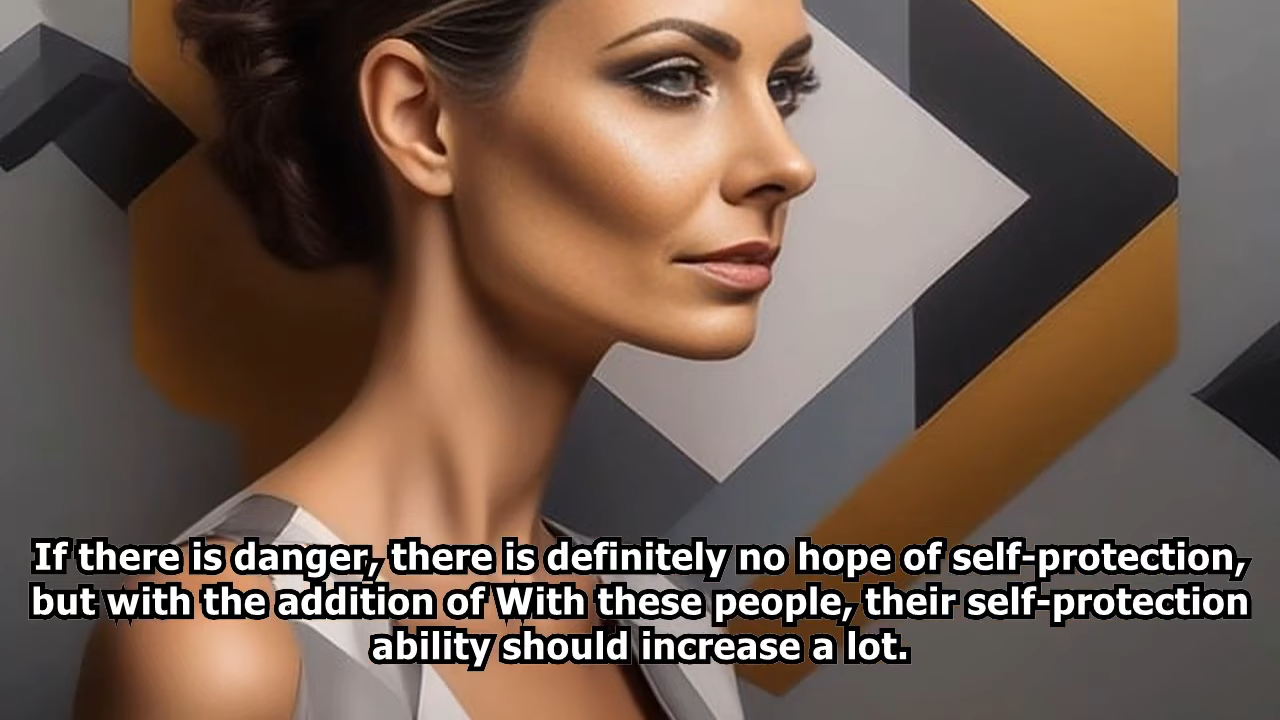 If there is danger, there is definitely no hope of self-protection,
but with the addition of With these people, their self-protection
ability should increase a lot.